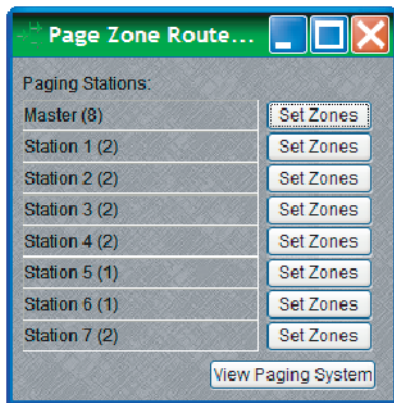 Page Zone Route...
Paging Stations:
Master (8) Set Zones
Station 1 (2) Set Zones
Station 2 (2) Set Zones
Station 3 (2) Set Zones
Station 4 (2) Set Zones
Station 5 (1) Set Zones
Station 6 (1) Set Zones
Station 7 (2) Set Zones
View Paging System